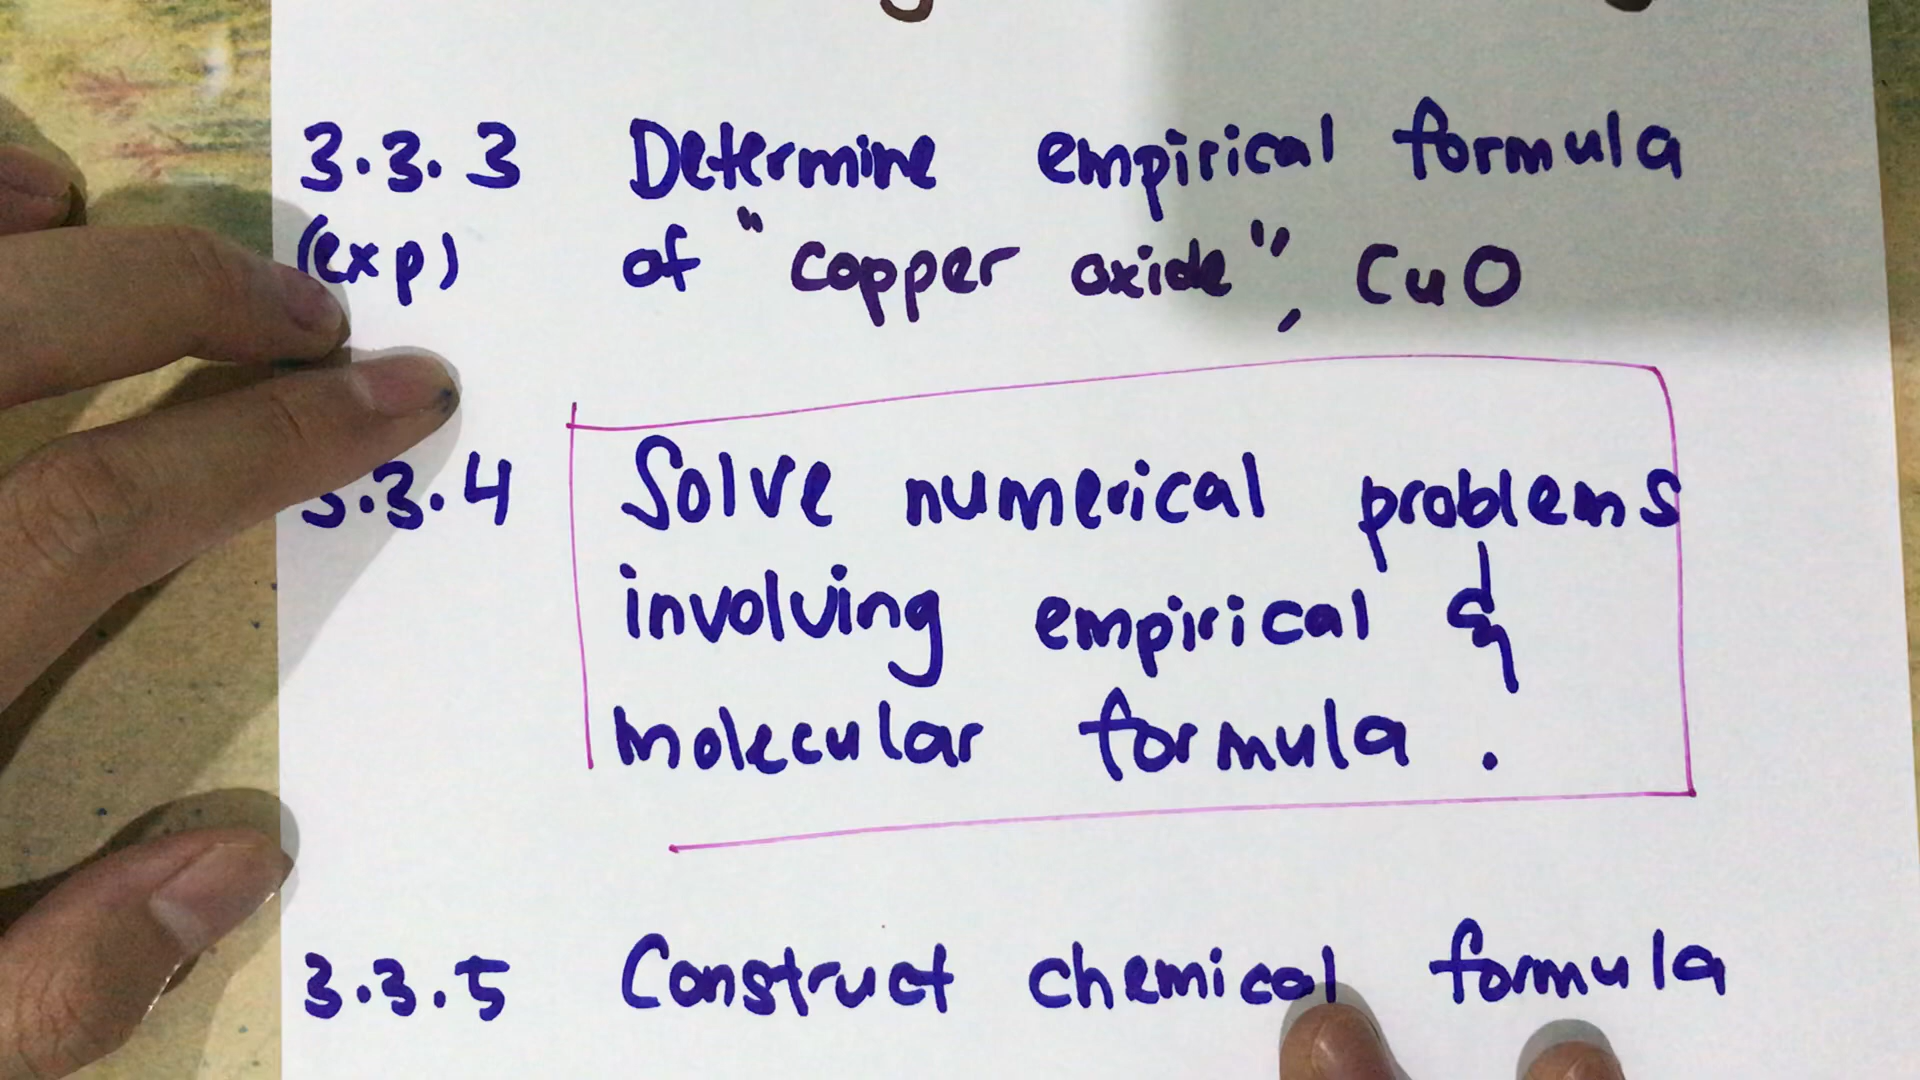 3.3.3 Determine empirical formula
(exp) of "copper oxide", CuO
3.3.4 Solve numerical problems
involving empirical &
molecular formula.
3.3.5 Construct chemical formula